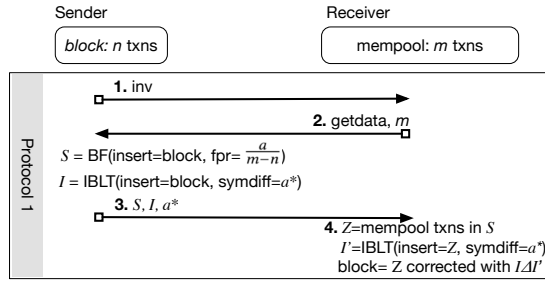 Sender
Receiver
block: n txns
mempool: m txns
Protocol 1
1. inv
2. getdata, m
S = BF(insert=block, fpr= a/(m−n))
I = IBLT(insert=block, symdiff=a*)
3. S, I, a*
4. Z=mempool txns in S
I'=IBLT(insert=Z, symdiff=a*)
block= Z corrected with IΔI'